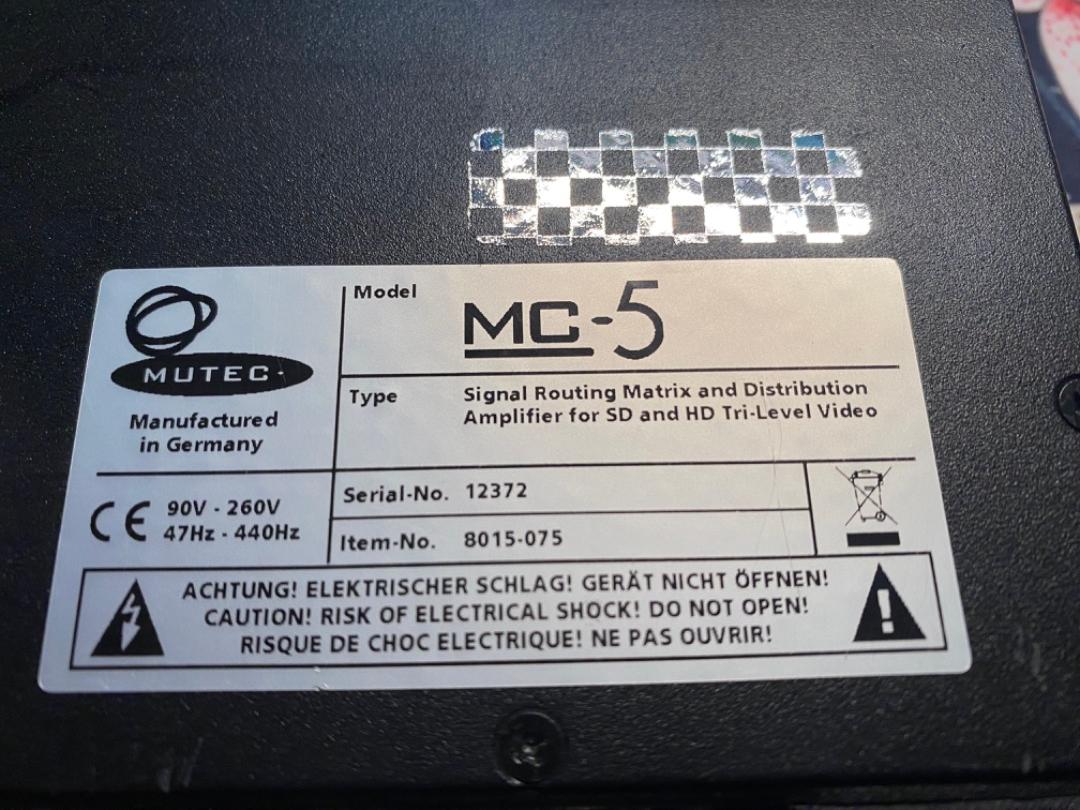 MUTEC
Manufactured
in Germany
Model
MC-5
Type
Signal Routing Matrix and Distribution
Amplifier for SD and HD Tri-Level Video
CE
90V - 260V
47Hz - 440Hz
Serial-No. 12372
Item-No. 8015-075
ACHTUNG! ELEKTRISCHER SCHLAG! GERÄT NICHT ÖFFNEN!
CAUTION! RISK OF ELECTRICAL SHOCK! DO NOT OPEN!
RISQUE DE CHOC ELECTRIQUE! NE PAS OUVRIR!